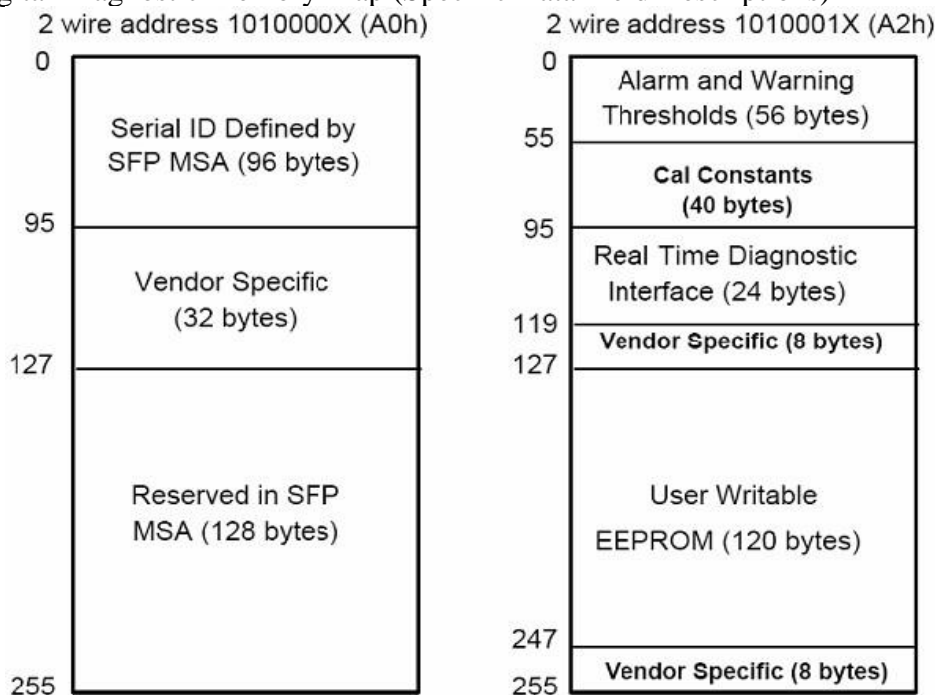 2 wire address 1010000X (A0h)
0
Serial ID Defined by
SFP MSA (96 bytes)
95
Vendor Specific
(32 bytes)
127
Reserved in SFP
MSA (128 bytes)
255
2 wire address 1010001X (A2h)
0
Alarm and Warning
Thresholds (56 bytes)
55
Cal Constants
(40 bytes)
95
Real Time Diagnostic
Interface (24 bytes)
119
Vendor Specific (8 bytes)
127
User Writable
EEPROM (120 bytes)
247
Vendor Specific (8 bytes)
255